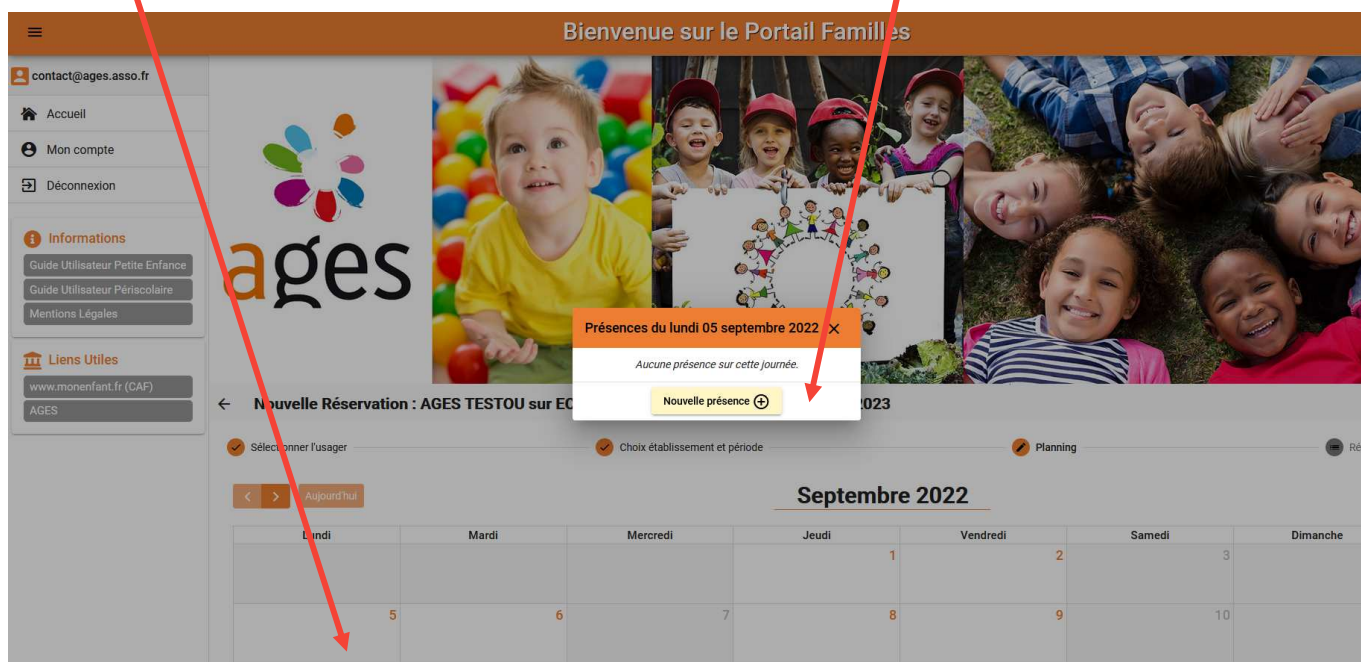 Bienvenue sur le Portail Familles
contact@ages.asso.fr
Accueil
Mon compte
Déconnexion
Informations
Guide Utilisateur Petite Enfance
Guide Utilisateur Périscolaire
Mentions Légales
Liens Utiles
www.monenfant.fr (CAF)
AGES
ages
Présences du lundi 05 septembre 2022 ×
Aucune présence sur cette journée.
Nouvelle présence
Nouvelle Réservation : AGES TESTOU sur EC 2023
Sélectionner l'usager Choix établissement et période Planning Ré
Aujourd'hui
Septembre 2022
Lundi Mardi Mercredi Jeudi Vendredi Samedi Dimanche
1 2 3
5 6 7 8 9 10